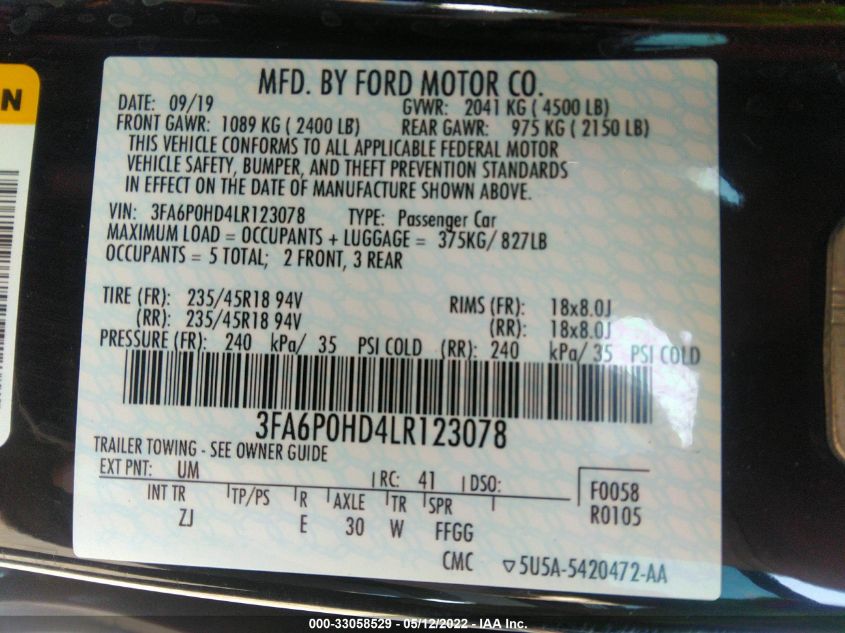 N
MFD. BY FORD MOTOR CO.
DATE: 09/19 GVWR: 2041 KG ( 4500 LB)
FRONT GAWR: 1089 KG ( 2400 LB) REAR GAWR: 975 KG ( 2150 LB)
THIS VEHICLE CONFORMS TO ALL APPLICABLE FEDERAL MOTOR
VEHICLE SAFETY, BUMPER, AND THEFT PREVENTION STANDARDS
IN EFFECT ON THE DATE OF MANUFACTURE SHOWN ABOVE.
VIN: 3FA6P0HD4LR123078 TYPE: Passenger Car
MAXIMUM LOAD = OCCUPANTS + LUGGAGE = 375KG/ 827LB
OCCUPANTS = 5 TOTAL; 2 FRONT, 3 REAR
TIRE (FR): 235/45R18 94V RIMS (FR): 18x8.0J
(RR): 235/45R18 94V (RR): 18x8.0J
PRESSURE (FR): 240 kPa/ 35 PSI COLD (RR): 240 kPa/ 35 PSI COLD
3FA6P0HD4LR123078
TRAILER TOWING - SEE OWNER GUIDE
EXT PNT: UM RC: 41 DSO: F0058
INT TR TP/PS R AXLE TR SPR R0105
ZJ E 30 W FFGG
CMC ▽5U5A-5420472-AA
000-33058529 - 05/12/2022 - IAA Inc.